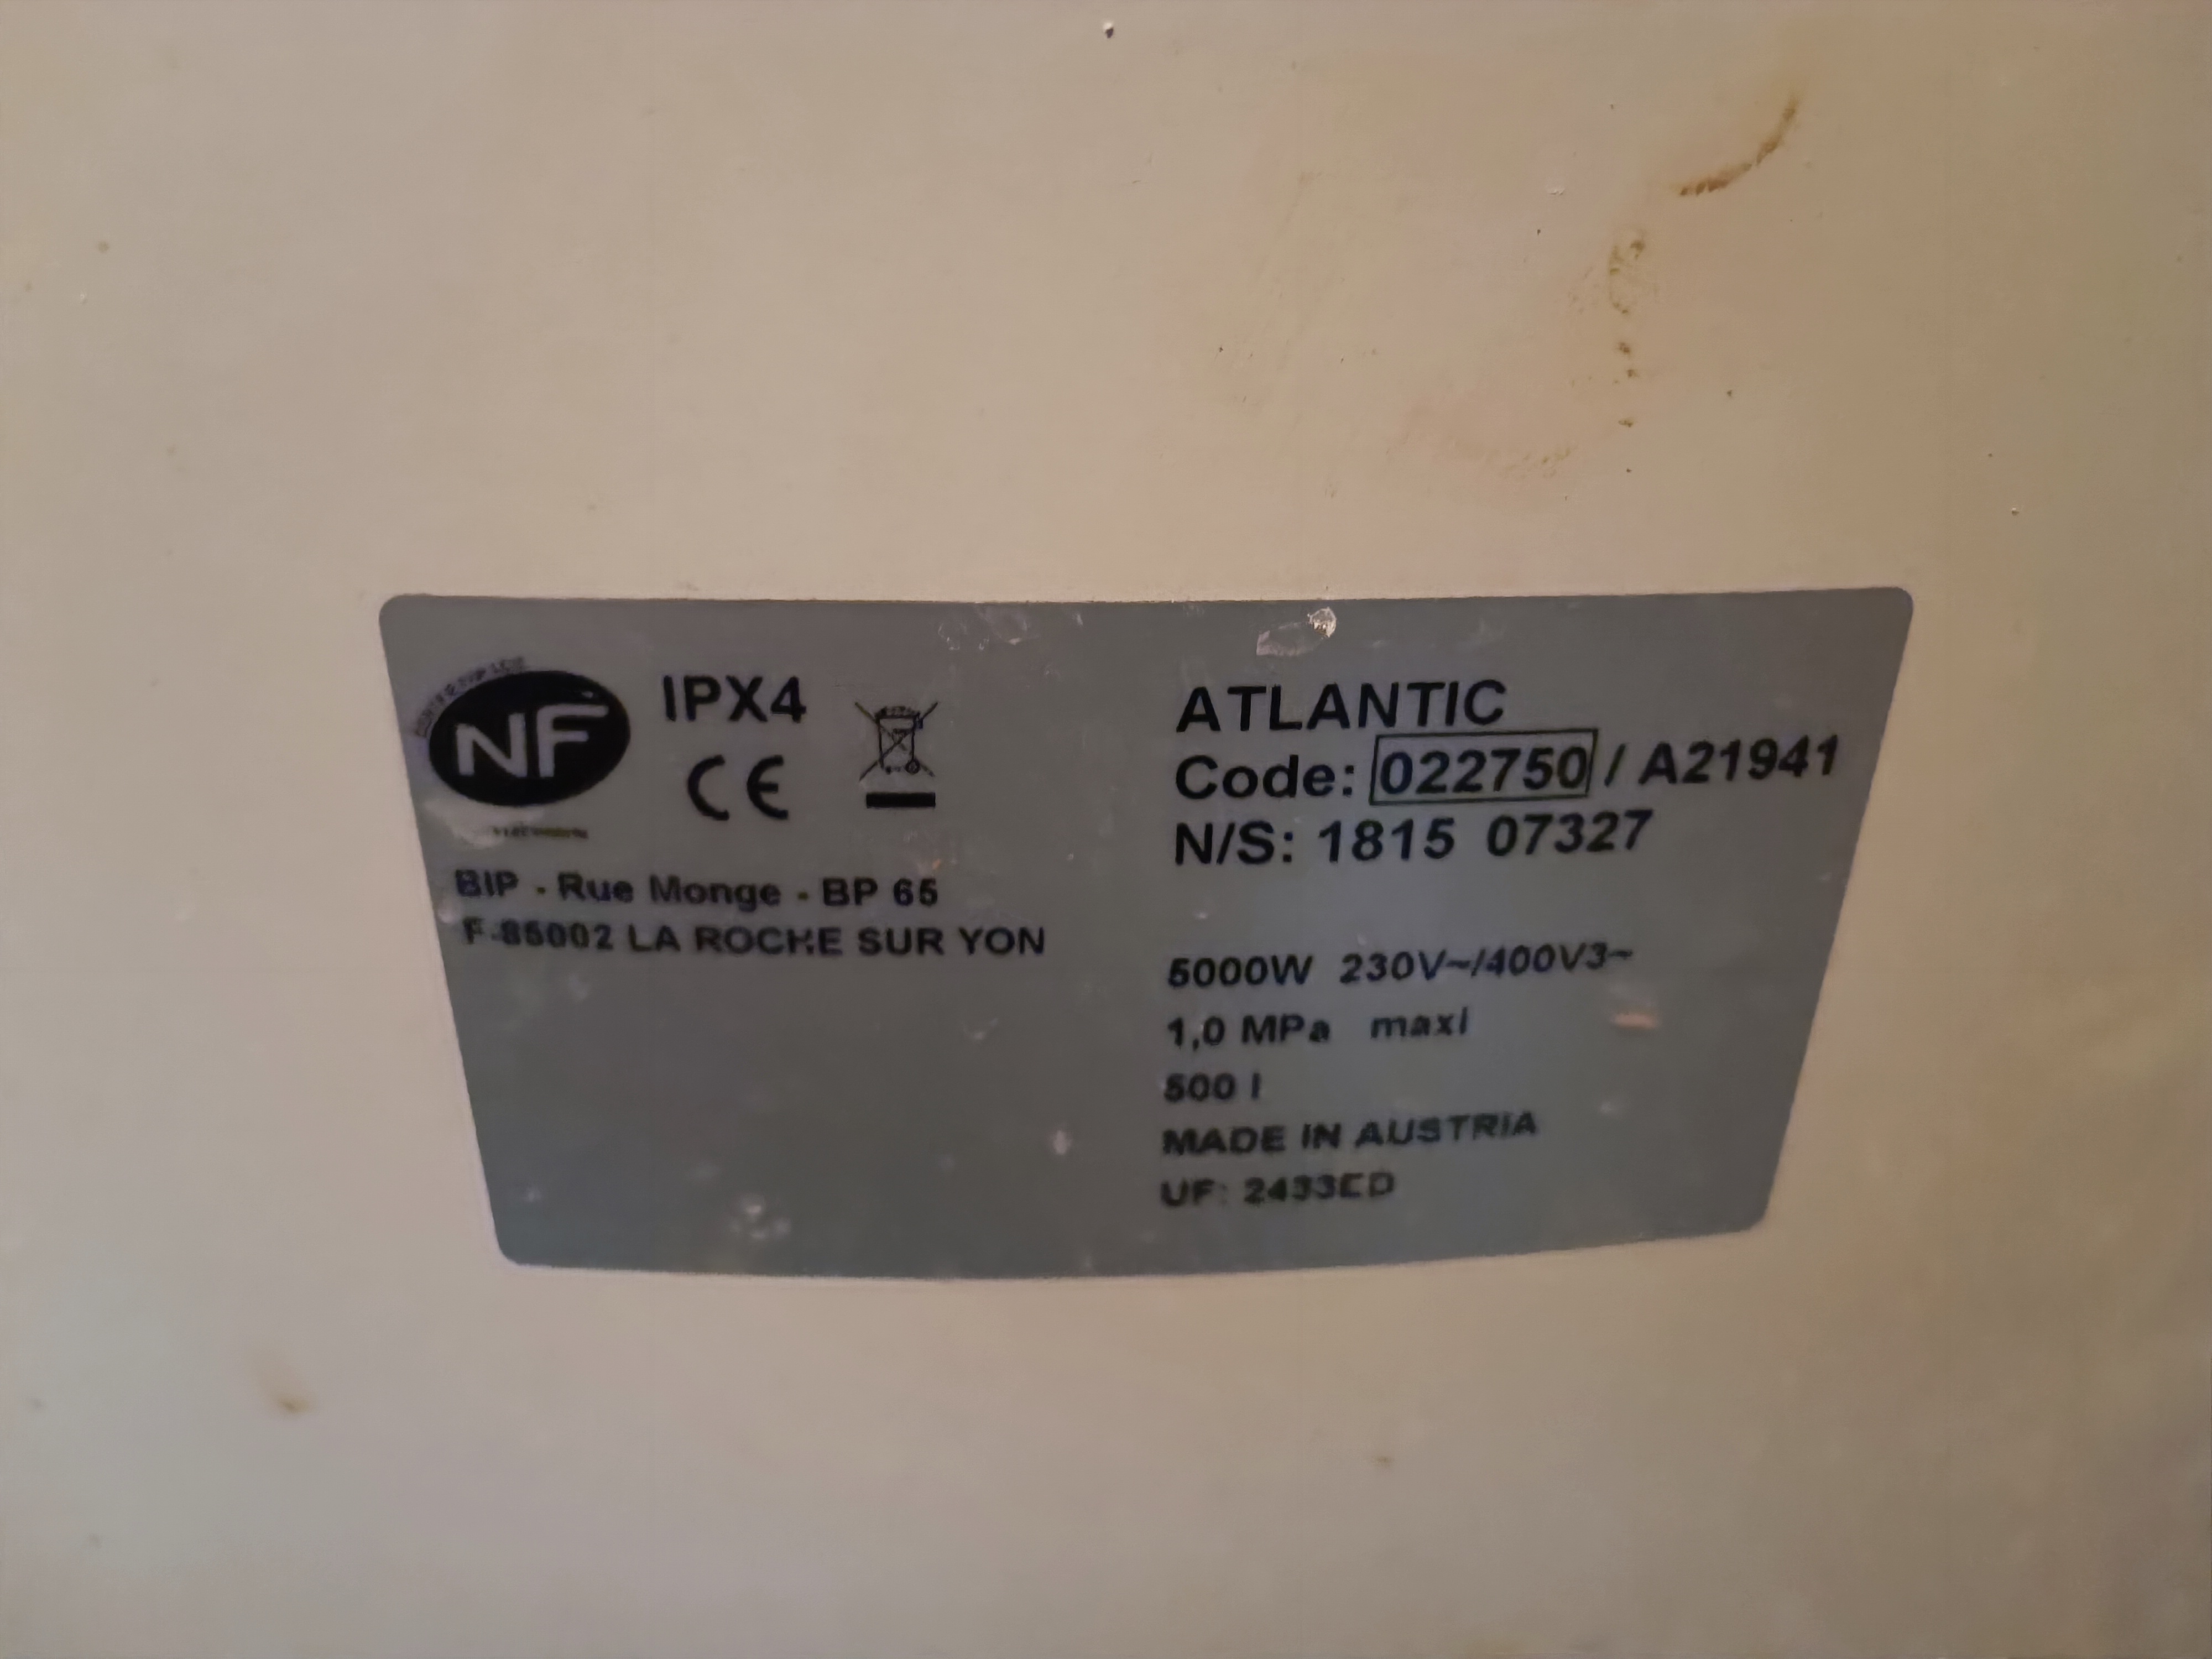 NF
IPX4
CE
BIP - Rue Monge - BP 65
F-85002 LA ROCHE SUR YON
ATLANTIC
Code: 022750 / A21941
N/S: 1815 07327
5000W 230V~/400V3~
1,0 MPa maxi
500 l
MADE IN AUSTRIA
UF: 2433ED